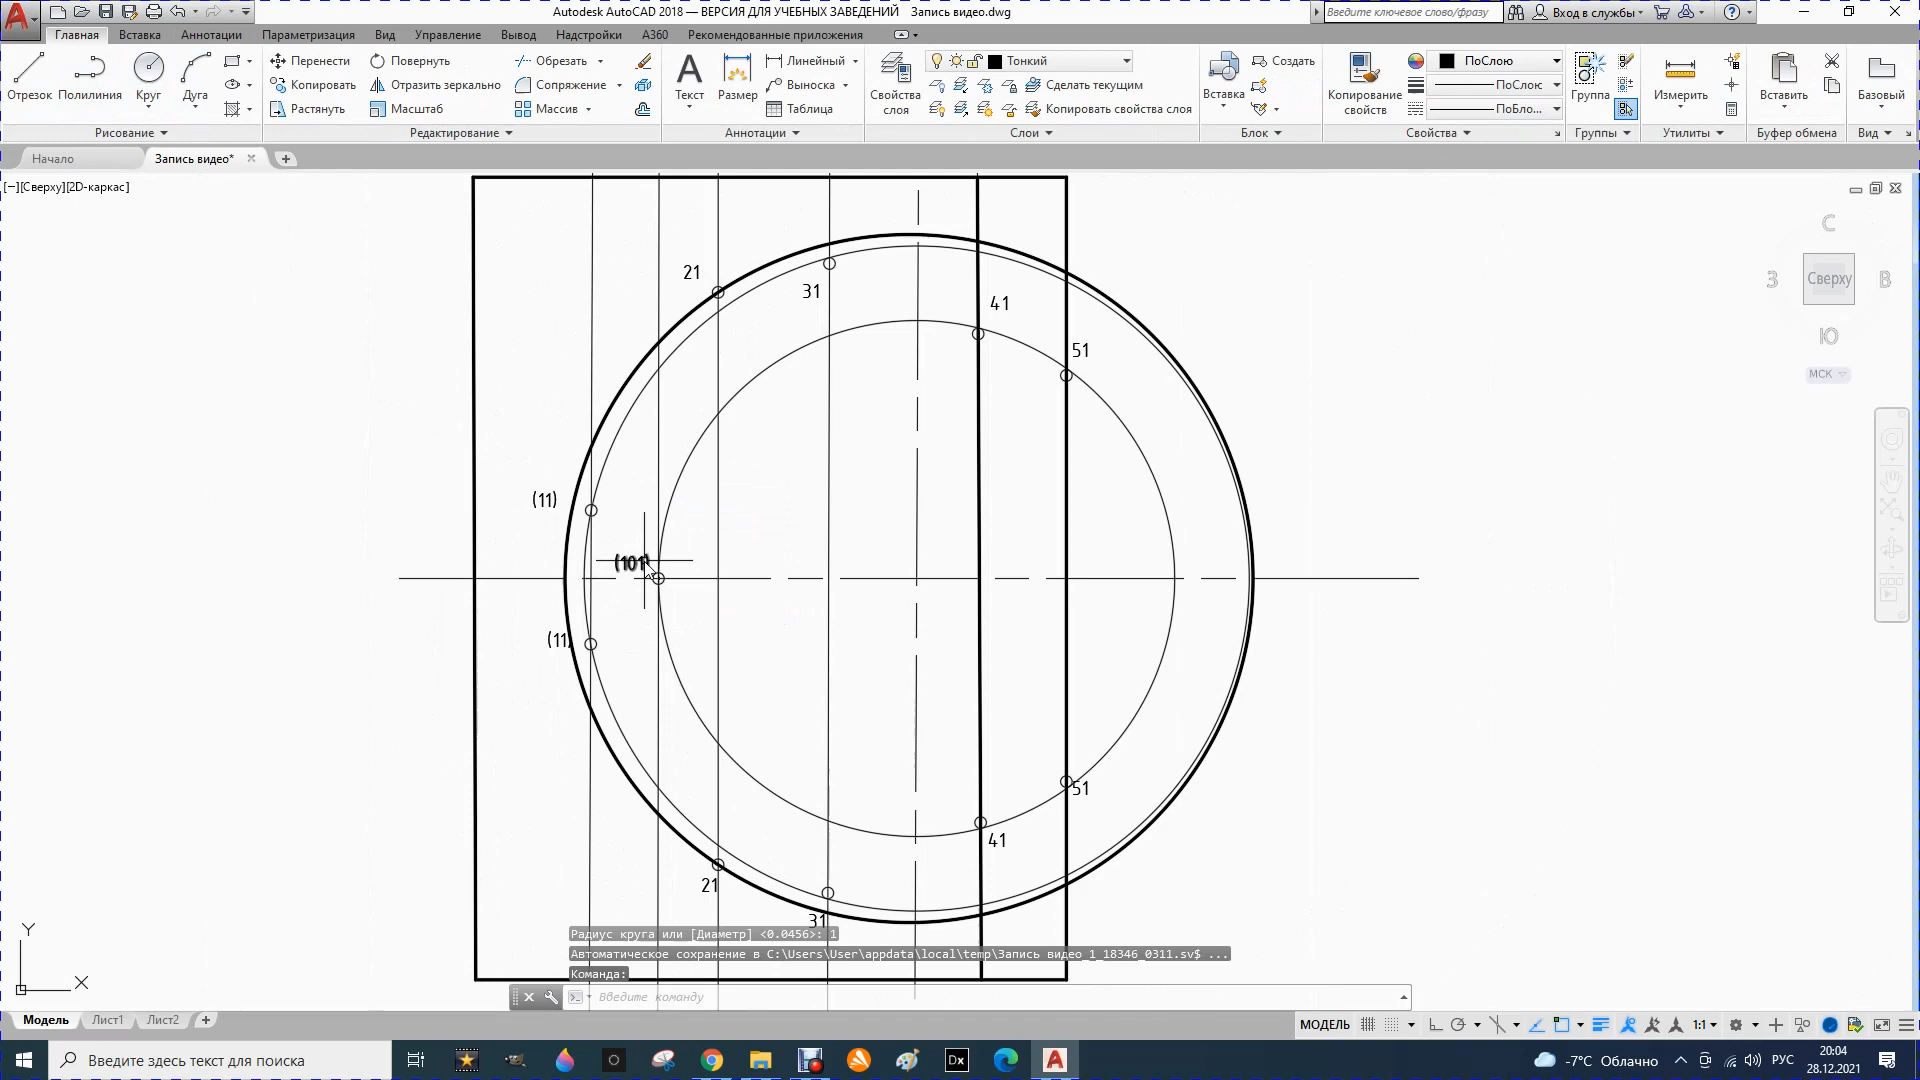 Autodesk AutoCAD 2018 — ВЕРСИЯ ДЛЯ УЧЕБНЫХ ЗАВЕДЕНИЙ Запись видео.dwg
Введите ключевое слово/фразу
Вход в службы
Главная Вставка Аннотации Параметризация Вид Управление Вывод Надстройки A360 Рекомендованные приложения
Отрезок Полилиния Круг Дуга
Перенести Повернуть Обрезать
Копировать Отразить зеркально Сопряжение
Растянуть Масштаб Массив
Текст Размер
Линейный
Выноска
Таблица
Свойства слоя
Тонкий
Сделать текущим
Копировать свойства слоя
Вставка
Создать
Копирование свойств
ПоСлою
ПоСлою
ПоБло...
Группа Измерить Вставить Базовый
Рисование Редактирование Аннотации Слои Блок Свойства Группы Утилиты Буфер обмена Вид
Начало Запись видео*
[−][Сверху][2D-каркас]
С
З Сверху В
Ю
МСК
21
31
41
51
(11)
(101)
(11)
51
41
21
31
Радиус круга или [Диаметр] <0.0456>: 1
Автоматическое сохранение в C:\Users\User\appdata\local\temp\Запись видео_1_18346_0311.sv$ ...
Команда:
Введите команду
Y
X
Модель Лист1 Лист2
МОДЕЛЬ 1:1
Введите здесь текст для поиска
Dx
-7°C Облачно
РУС
20:04
28.12.2021